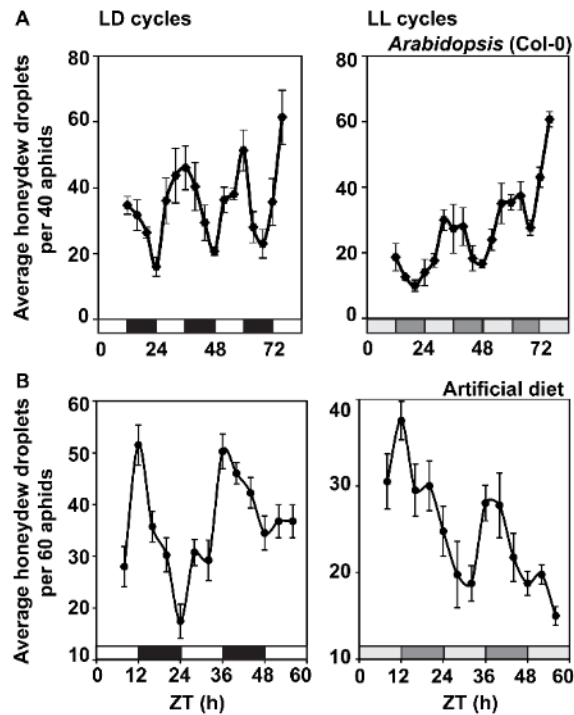 A
LD cycles
LL cycles
Arabidopsis (Col-0)
Average honeydew droplets
per 40 aphids
80
60
40
20
0
0 24 48 72
80
60
40
20
0
0 24 48 72
B
Artificial diet
Average honeydew droplets
per 60 aphids
60
50
40
30
20
10
0 12 24 36 48 60
ZT (h)
40
30
20
10
0 12 24 36 48 60
ZT (h)